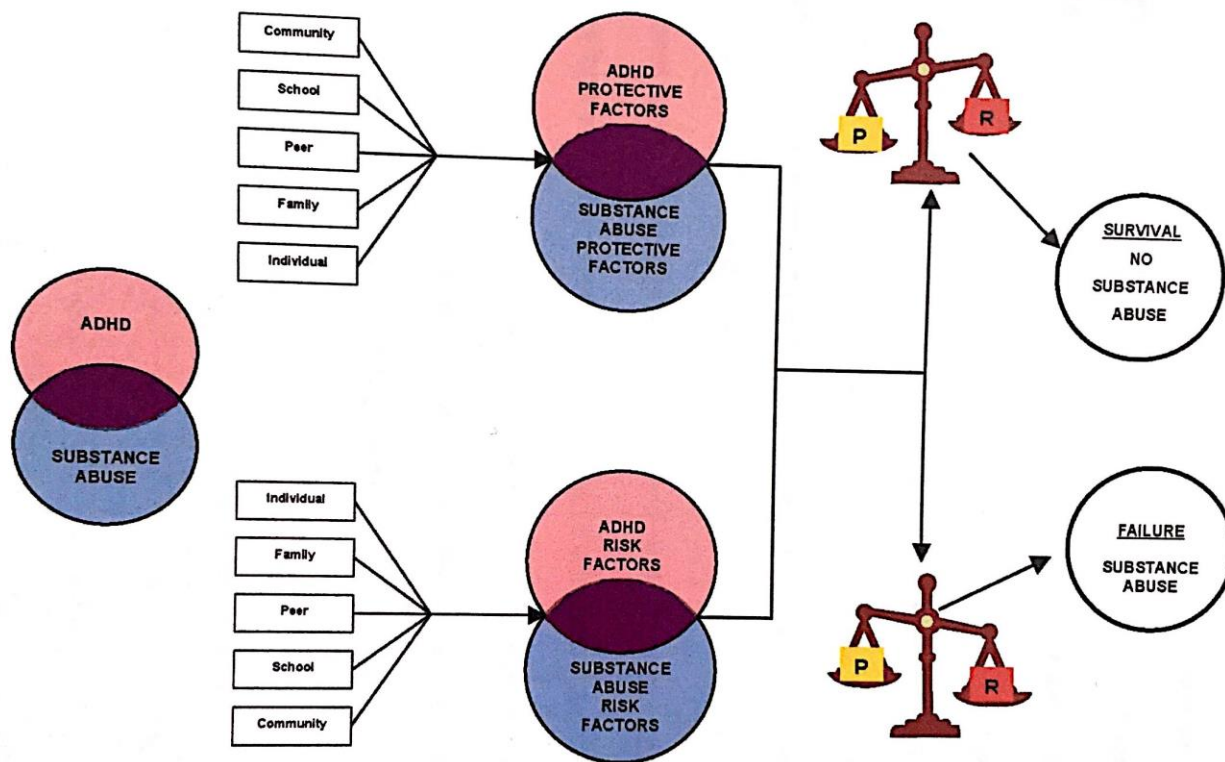 Community
School
Peer
Family
Individual
ADHD
PROTECTIVE
FACTORS
SUBSTANCE
ABUSE
PROTECTIVE
FACTORS
P
R
SURVIVAL
NO
SUBSTANCE
ABUSE
ADHD
SUBSTANCE
ABUSE
Individual
Family
Peer
School
Community
ADHD
RISK
FACTORS
SUBSTANCE
ABUSE
RISK
FACTORS
P
R
FAILURE
SUBSTANCE
ABUSE